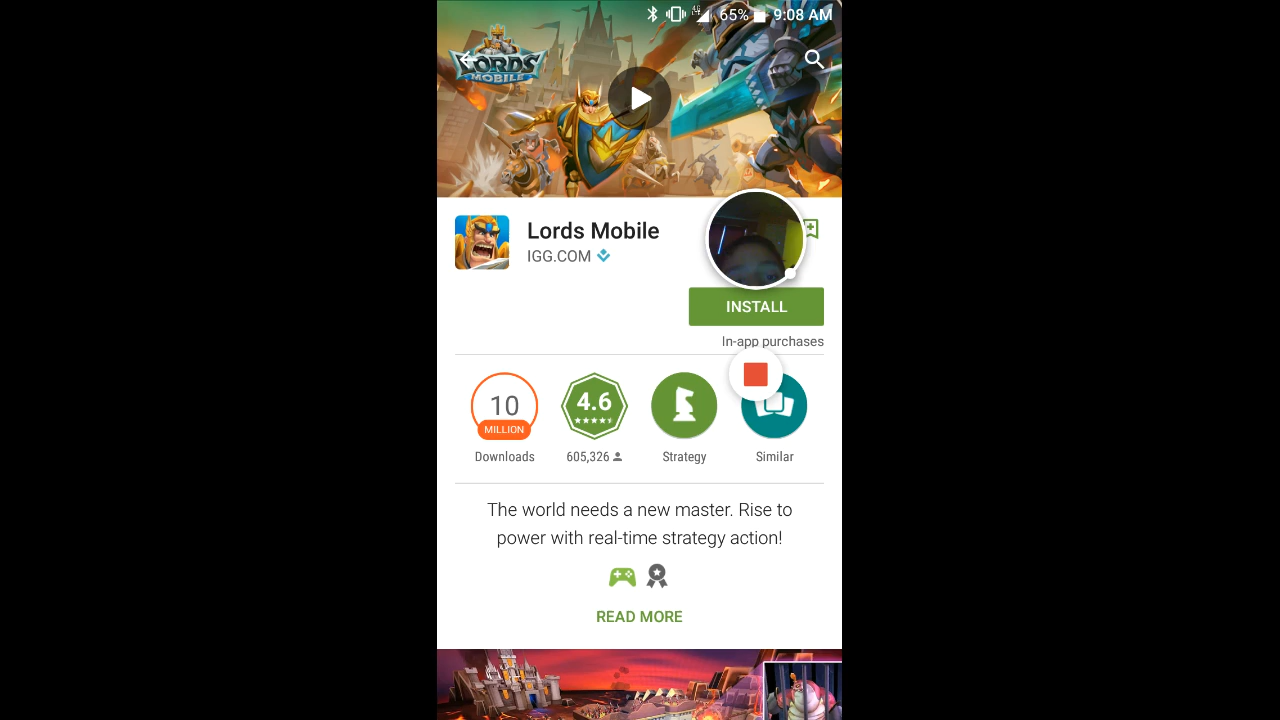 4G
LTE
65%
9:08 AM
LORDS
MOBILE
Lords Mobile
IGG.COM
INSTALL
In-app purchases
10
MILLION
4.6
Downloads
605,326
Strategy
Similar
The world needs a new master. Rise to
power with real-time strategy action!
READ MORE